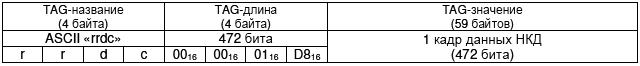 TAG-название TAG-длина TAG-значение
(4 байта) (4 байта) (59 байтов)
ASCII «rrdc» 472 бита 1 кадр данных НКД
r r d c 00₁₆ 00₁₆ 01₁₆ D8₁₆ (472 бита)